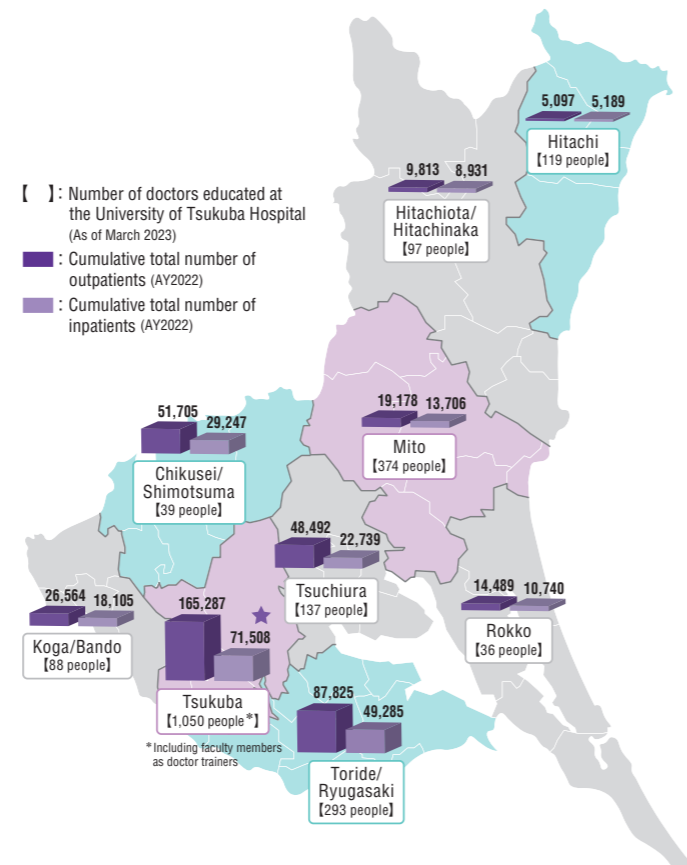 5,097 5,189
Hitachi
【119 people】
9,813 8,931
Hitachiota/
Hitachinaka
【97 people】
【 】: Number of doctors educated at
the University of Tsukuba Hospital
(As of March 2023)
: Cumulative total number of
outpatients (AY2022)
: Cumulative total number of
inpatients (AY2022)
51,705 29,247
Chikusei/
Shimotsuma
【39 people】
19,178 13,706
Mito
【374 people】
48,492 22,739
Tsuchiura
【137 people】
26,564 18,105
Koga/Bando
【88 people】
165,287 71,508
Tsukuba
【1,050 people*】
*Including faculty members
as doctor trainers
14,489 10,740
Rokko
【36 people】
87,825 49,285
Toride/
Ryugasaki
【293 people】